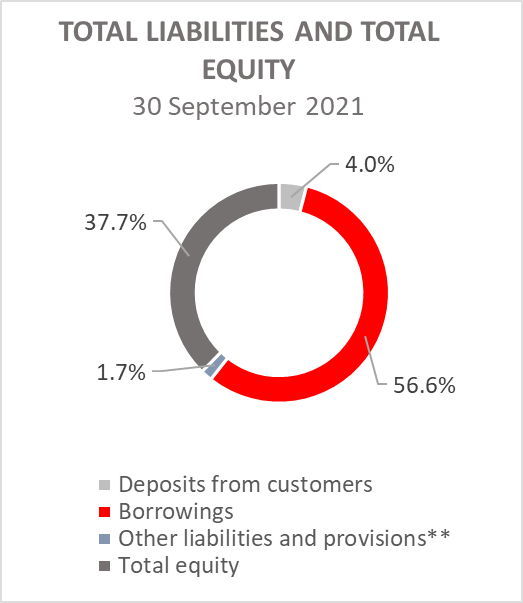 TOTAL LIABILITIES AND TOTAL
EQUITY
30 September 2021
4.0%
37.7%
1.7%
56.6%
Deposits from customers
Borrowings
Other liabilities and provisions**
Total equity